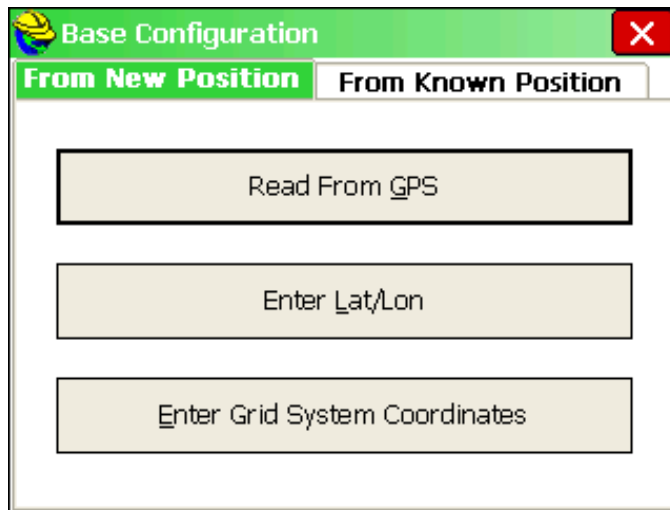 Base Configuration
From New Position
From Known Position
Read From GPS
Enter Lat/Lon
Enter Grid System Coordinates